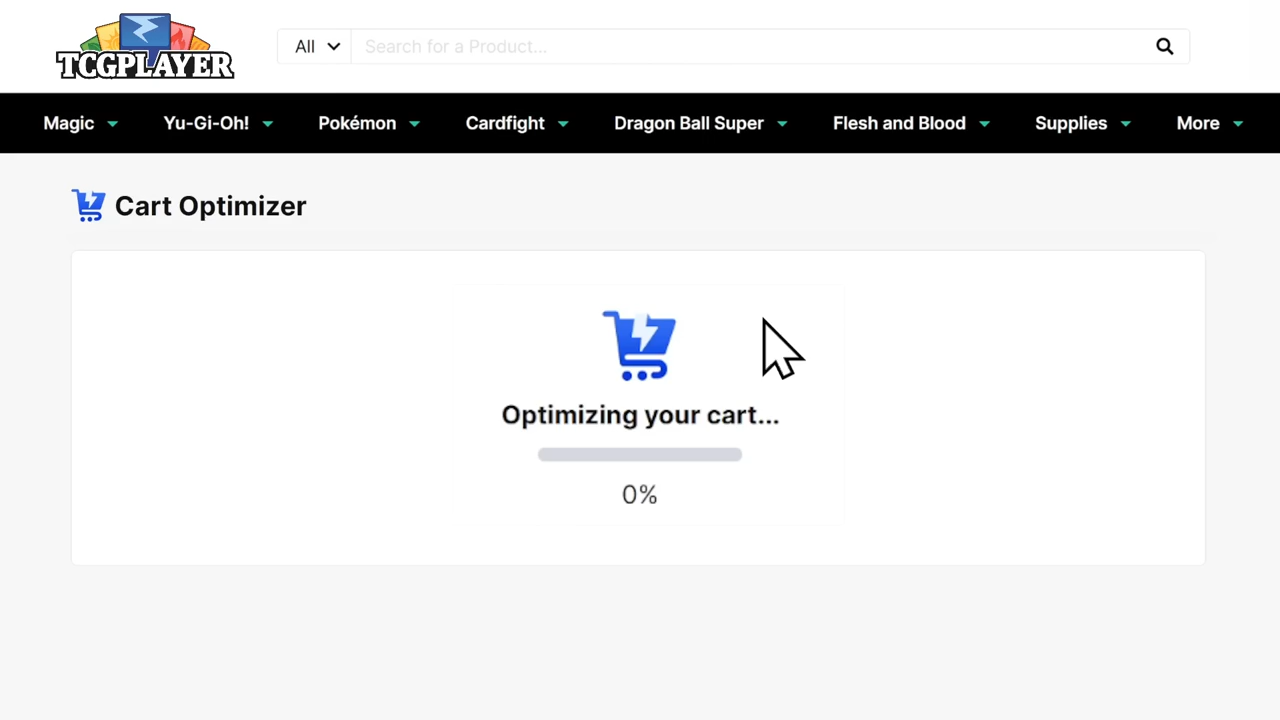 TCGPLAYER
All
Search for a Product...
Magic
Yu-Gi-Oh!
Pokémon
Cardfight
Dragon Ball Super
Flesh and Blood
Supplies
More
Cart Optimizer
Optimizing your cart...
0%